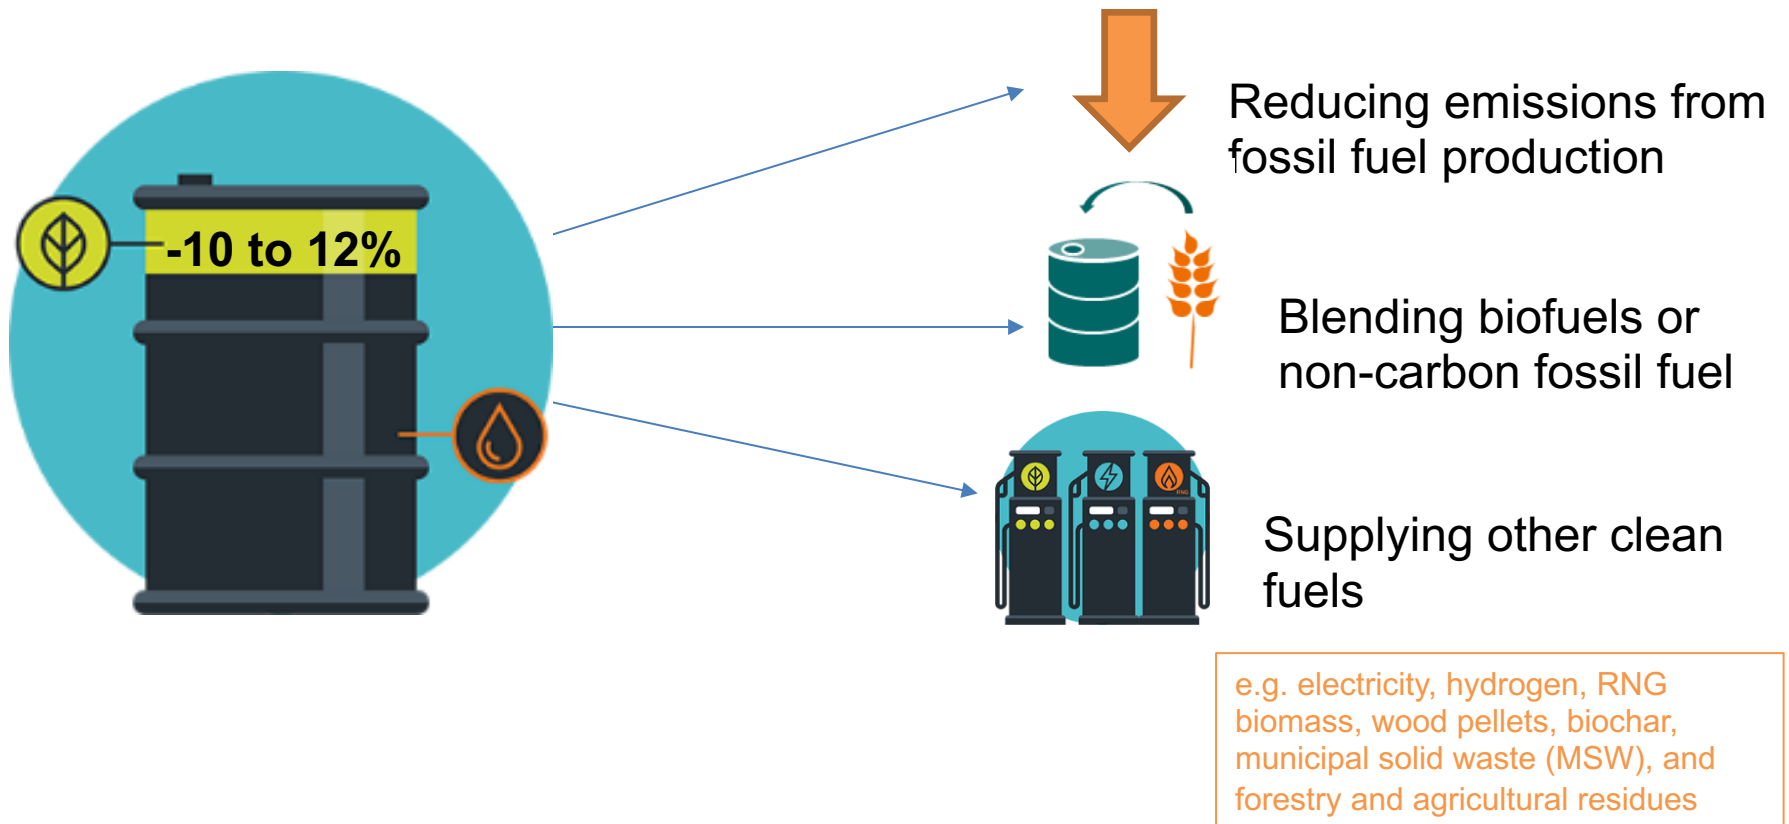 -10 to 12%
Reducing emissions from
fossil fuel production
Blending biofuels or
non-carbon fossil fuel
RNG
Supplying other clean
fuels
e.g. electricity, hydrogen, RNG
biomass, wood pellets, biochar,
municipal solid waste (MSW), and
forestry and agricultural residues